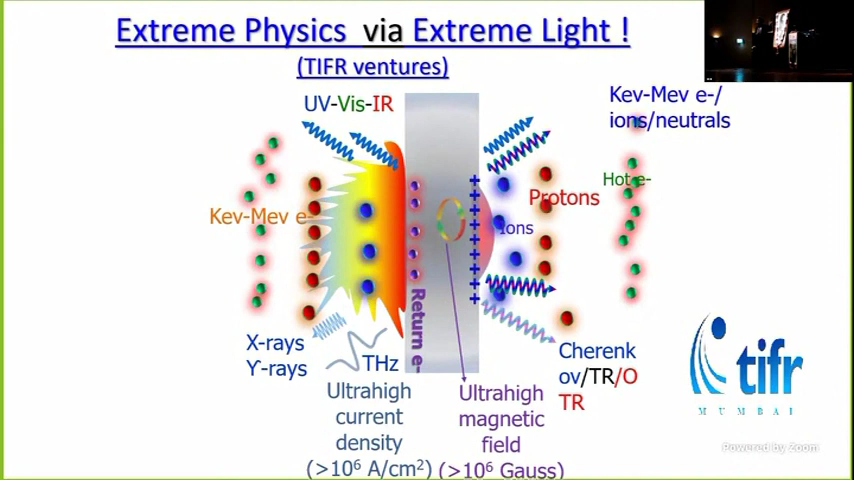 Extreme Physics via Extreme Light !
(TIFR ventures)
UV-Vis-IR
Kev-Mev e-/
ions/neutrals
Hot e-
Protons
Kev-Mev e-
Ions
Return e-
X-rays
ϒ-rays
THz
Cherenk
ov/TR/O
TR
Ultrahigh
current
density
(>10⁶ A/cm²)
Ultrahigh
magnetic
field
(>10⁶ Gauss)
tifr
MUMBAI
Powered by Zoom